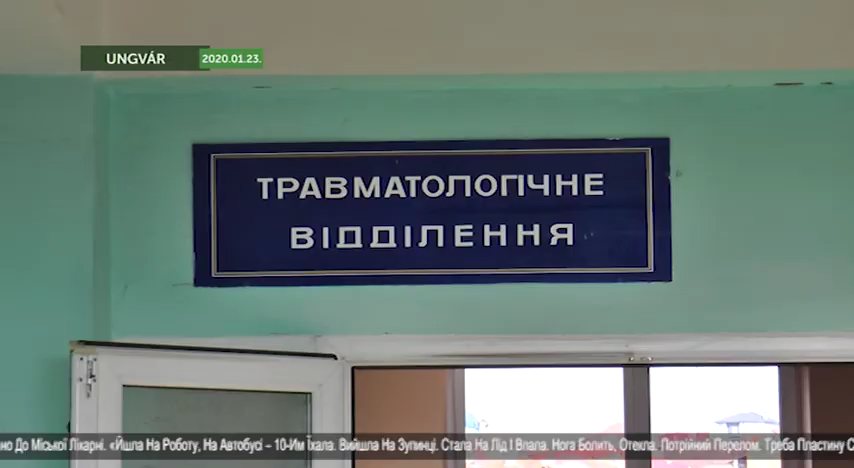 UNGVÁR
2020.01.23.
ТРАВМАТОЛОГІЧНЕ
ВІДДІЛЕННЯ
До Міської Лікарні. «Йшла На Роботу, На Автобусі – 10-Им Їхала. Вийшла На Зупинці. Стала На Лід І Впала. Нога Болить, Отекла. Потрійний Перелом. Треба Пластину